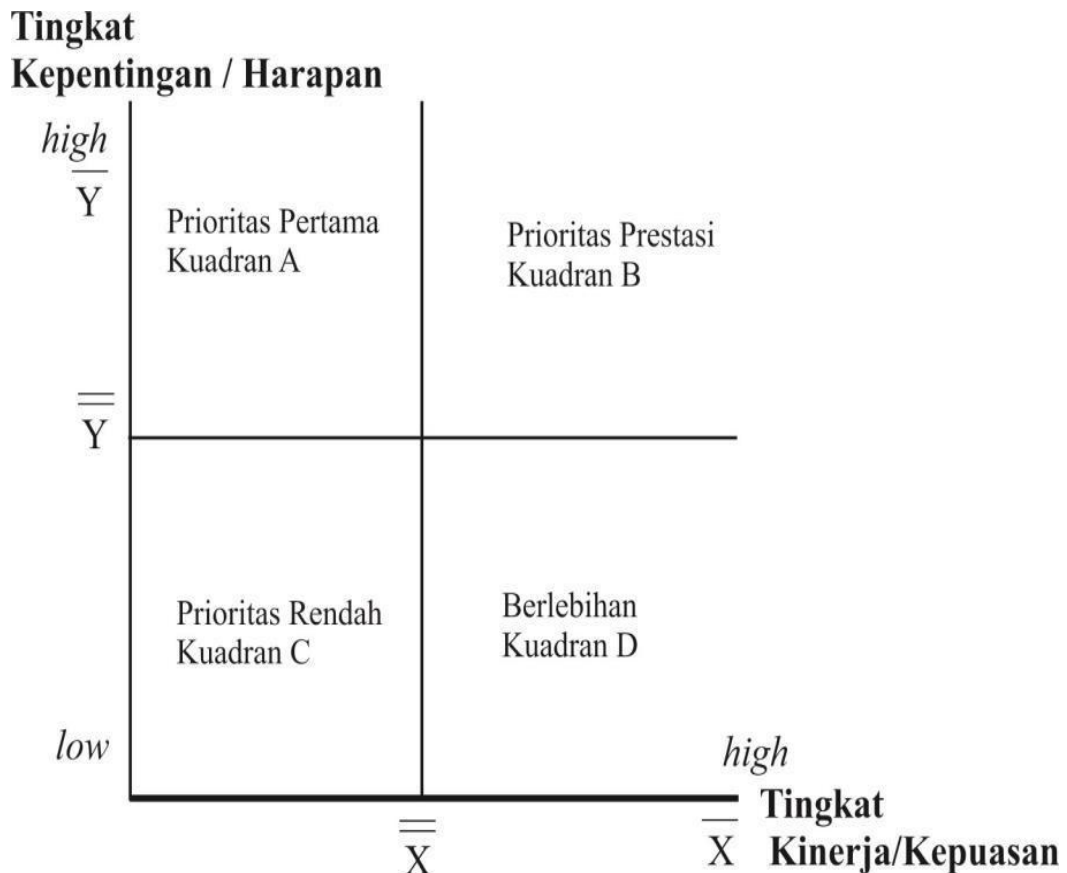 Tingkat
Kepentingan / Harapan
high
Y
Prioritas Pertama
Kuadran A
Prioritas Prestasi
Kuadran B
Y
Prioritas Rendah
Kuadran C
Berlebihan
Kuadran D
low
high
Tingkat
X
X
Kinerja/Kepuasan